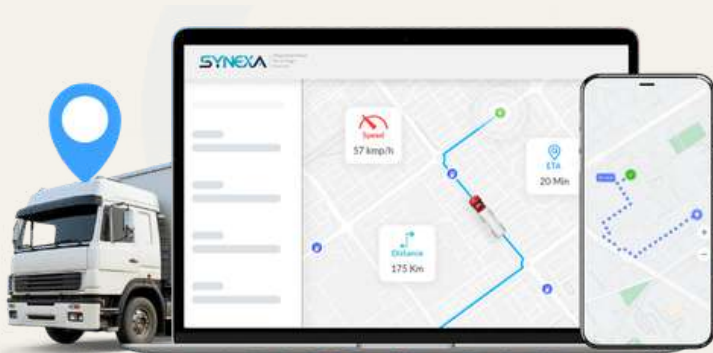 SYNEXA
Speed
57 kmp/h
ETA
20 Min
Distance
175 Km